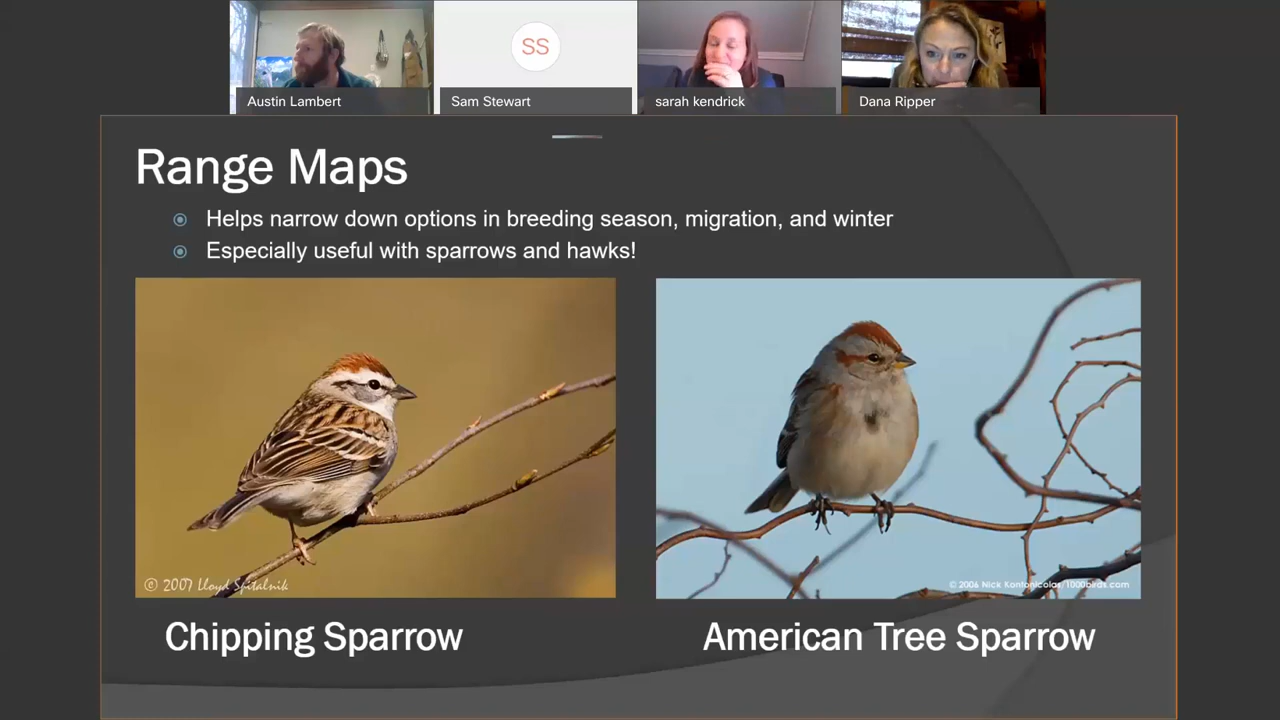 Austin Lambert
SS
Sam Stewart
sarah kendrick
Dana Ripper
Range Maps
Helps narrow down options in breeding season, migration, and winter
Especially useful with sparrows and hawks!
© 2007 Lloyd Spitalnik
© 2006 Nick Kontonicolas/1000birds.com
Chipping Sparrow
American Tree Sparrow